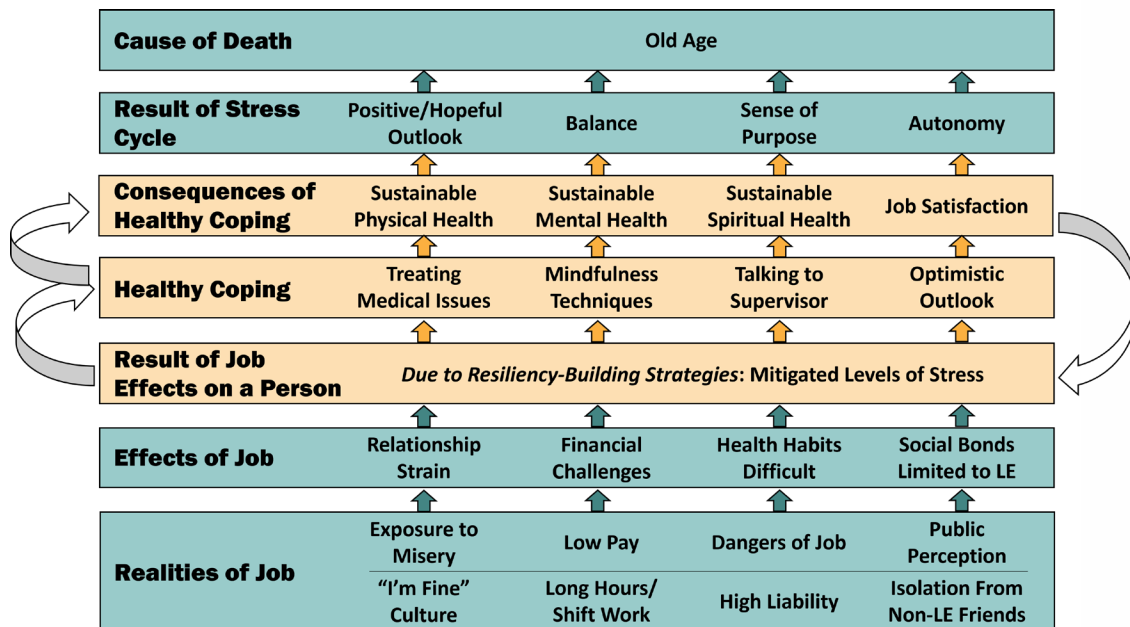 Cause of Death
Old Age
Result of Stress
Cycle
Positive/Hopeful
Outlook
Balance
Sense of
Purpose
Autonomy
Consequences of
Healthy Coping
Sustainable
Physical Health
Sustainable
Mental Health
Sustainable
Spiritual Health
Job Satisfaction
Healthy Coping
Treating
Medical Issues
Mindfulness
Techniques
Talking to
Supervisor
Optimistic
Outlook
Result of Job
Effects on a Person
Due to Resiliency-Building Strategies: Mitigated Levels of Stress
Effects of Job
Relationship
Strain
Financial
Challenges
Health Habits
Difficult
Social Bonds
Limited to LE
Realities of Job
Exposure to
Misery
Low Pay
Dangers of Job
Public
Perception
“I’m Fine”
Culture
Long Hours/
Shift Work
High Liability
Isolation From
Non-LE Friends